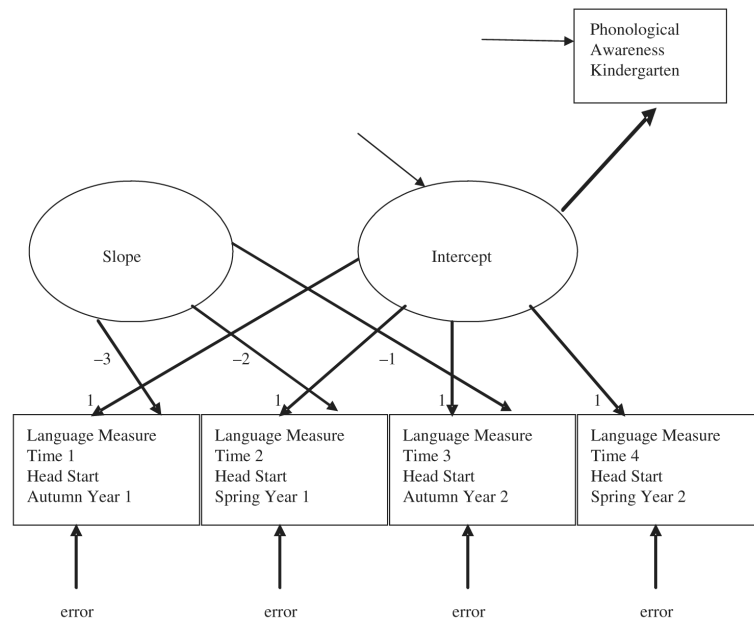 Phonological
Awareness
Kindergarten
Slope
Intercept
–3
–2
–1
1
1
1
1
Language Measure
Time 1
Head Start
Autumn Year 1
Language Measure
Time 2
Head Start
Spring Year 1
Language Measure
Time 3
Head Start
Autumn Year 2
Language Measure
Time 4
Head Start
Spring Year 2
error
error
error
error